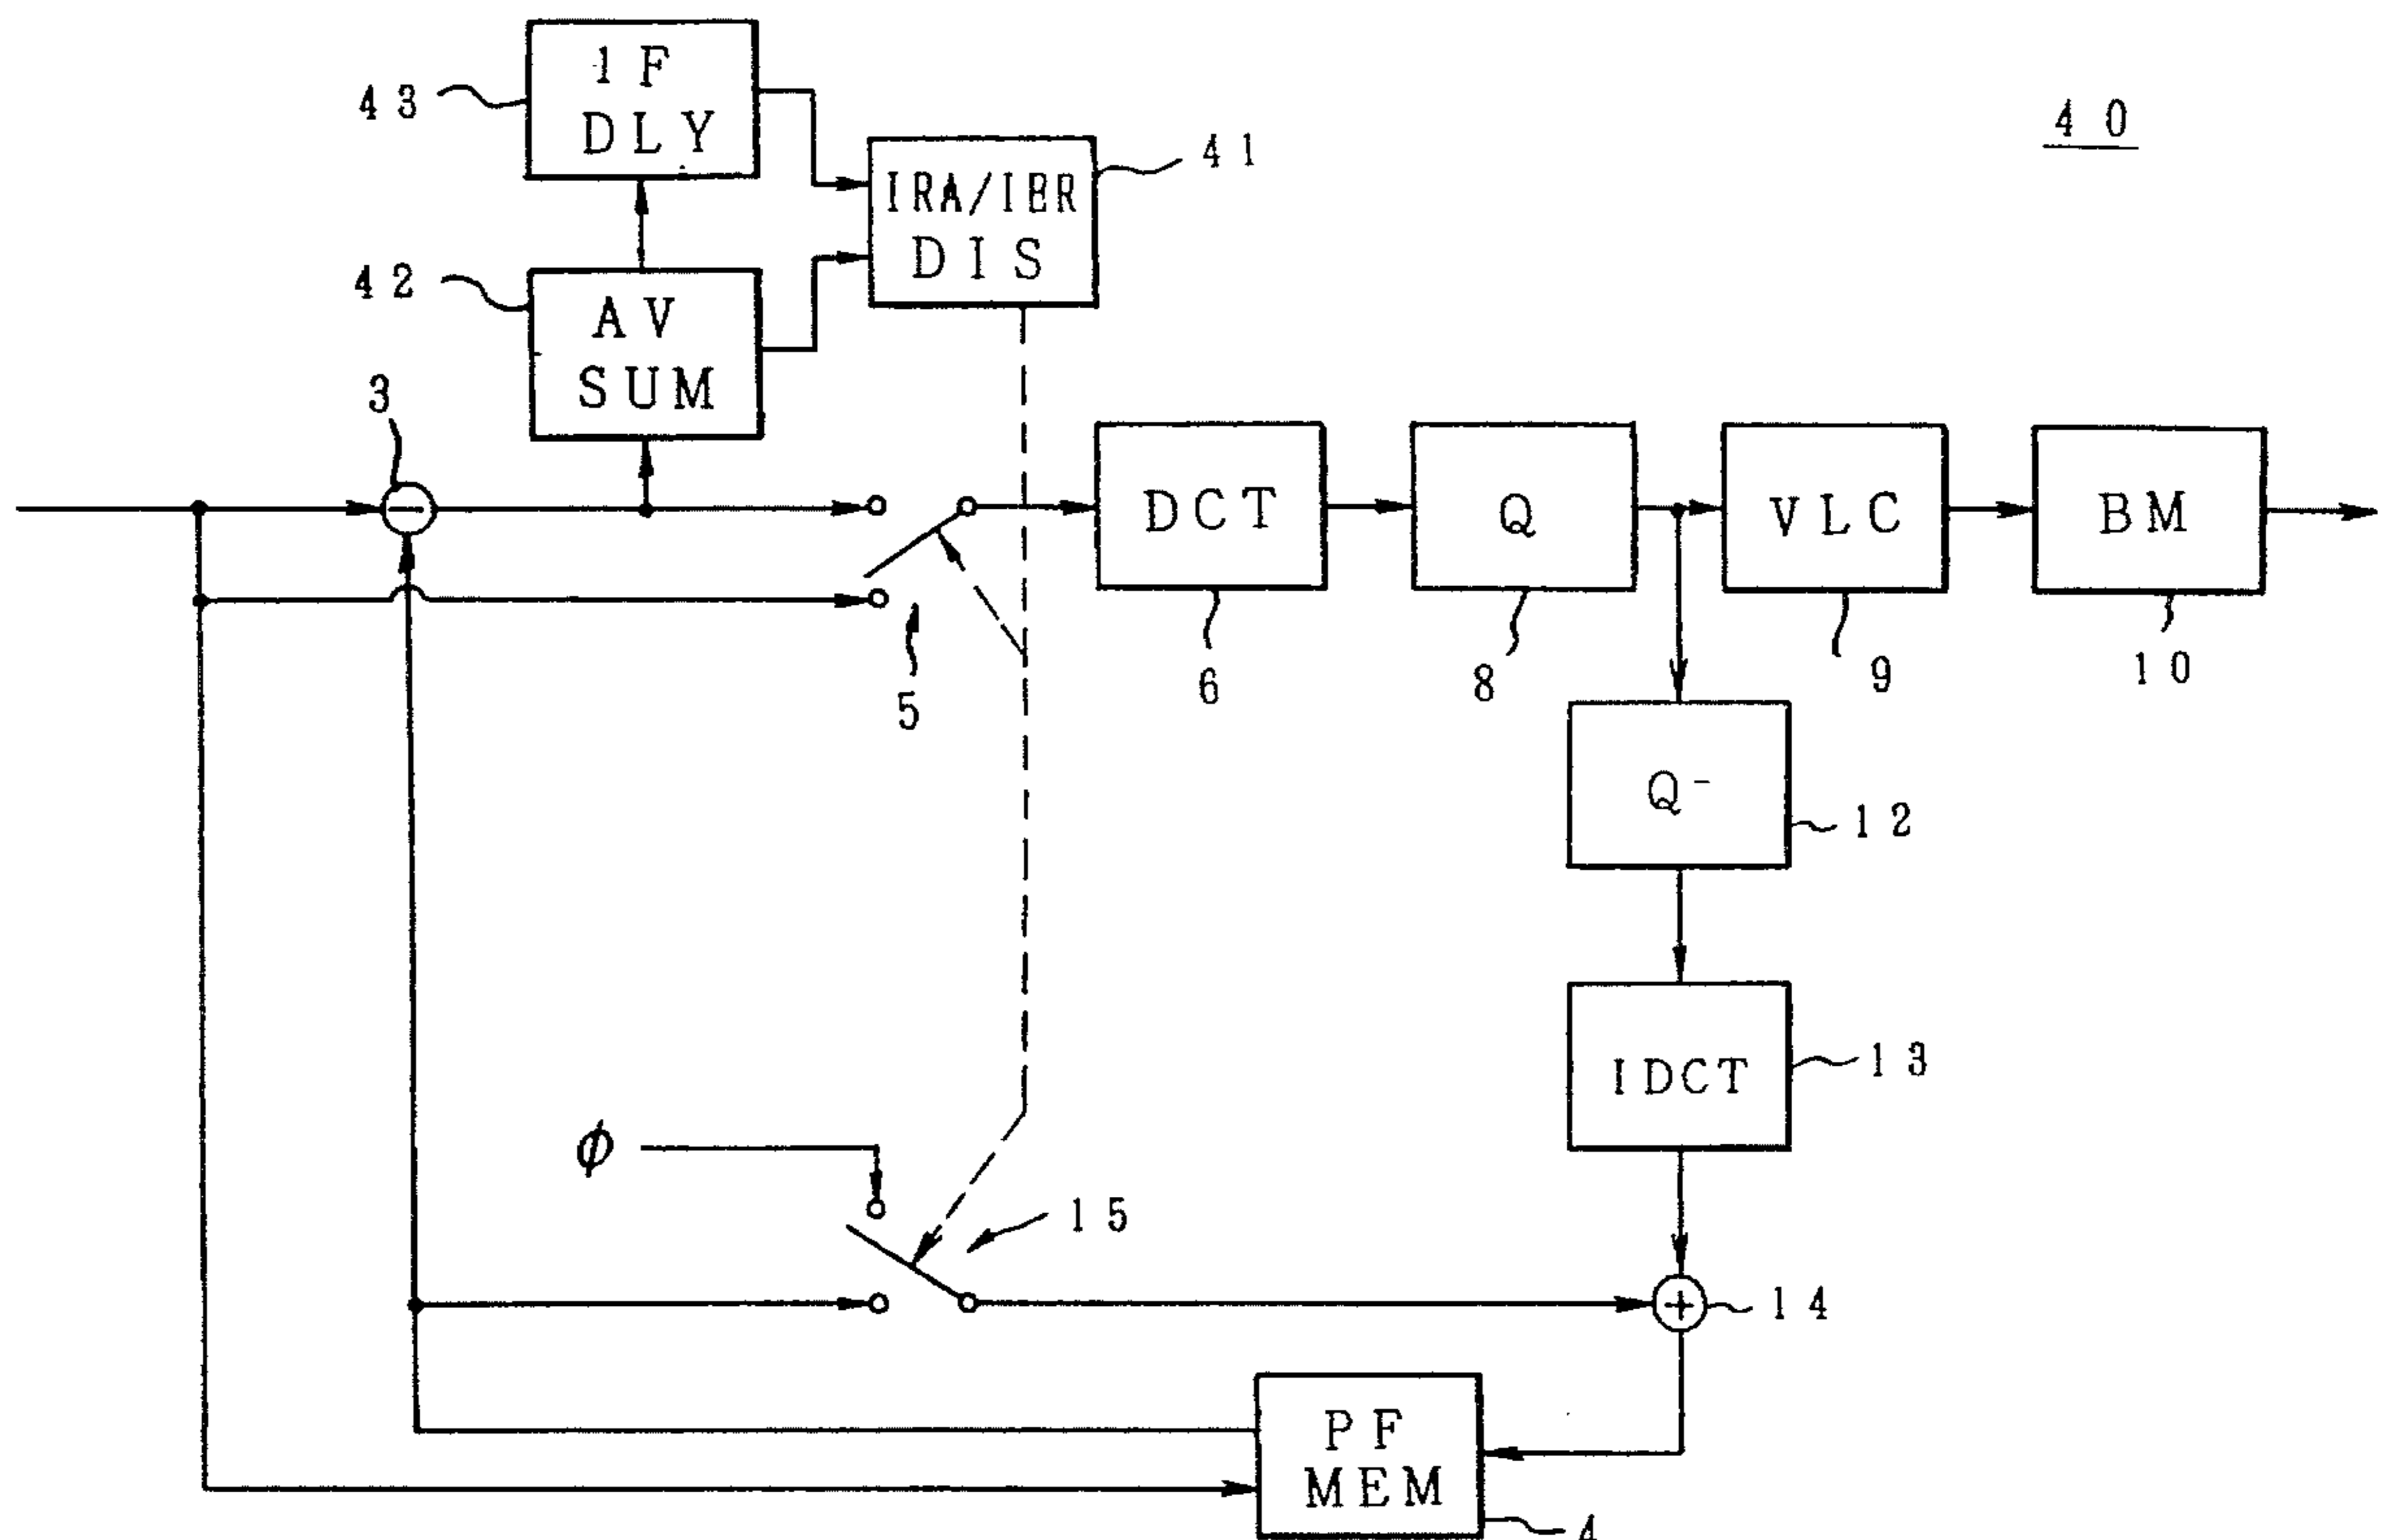 1F
DLY
43
40
41
IRA/IER
DIS
42
AV
SUM
3
DCT
Q
VLC
BM
5
6
8
9
10
Q-
12
IDCT
13
ϕ
15
14
PF
MEM
4